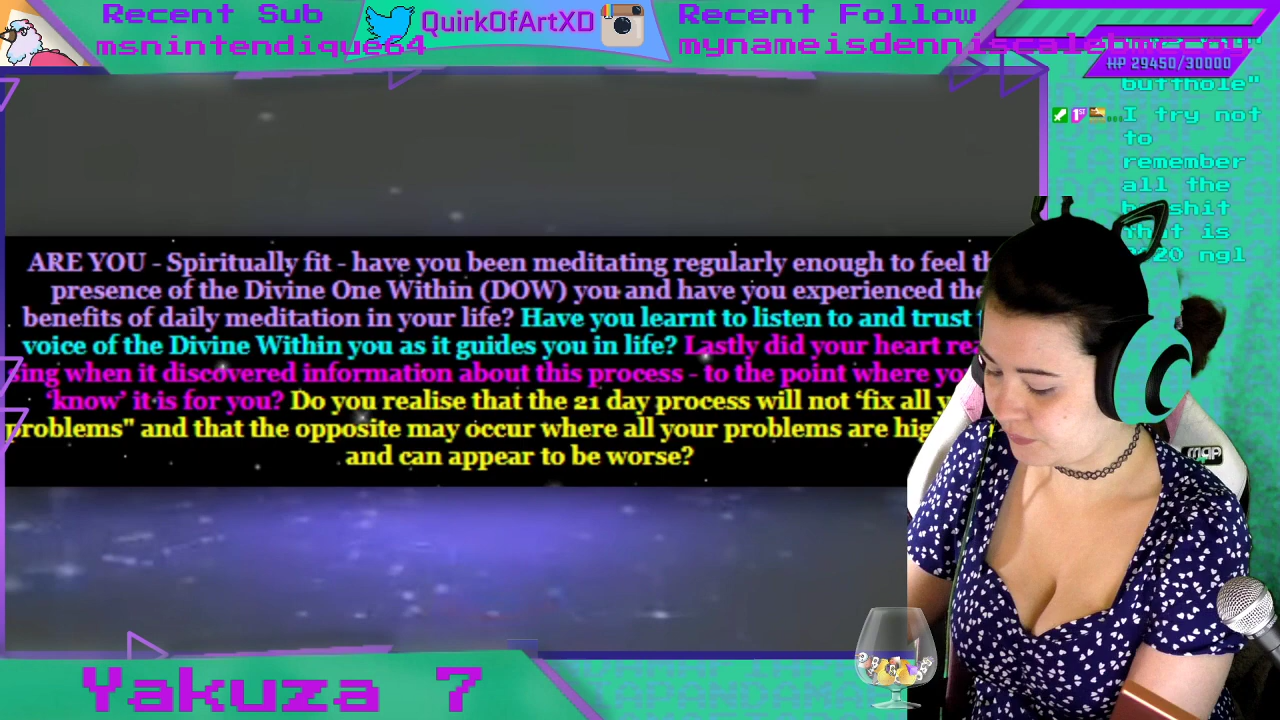 Recent Sub
msnintendique64
QuirkOfArtXD
Recent Follow
HP 29450/30000
butthole"
1ST
I try not
to
remember
all the
that is
ngl
ARE YOU - Spiritually fit - have you been meditating regularly enough to feel
presence of the Divine One Within (DOW) you and have you experienced the
benefits of daily meditation in your life? Have you learnt to listen to and trust
voice of the Divine Within you as it guides you in life? Lastly did your heart
sing when it discovered information about this process - to the point where
'know' it is for you? Do you realise that the 21 day process will not 'fix all
problems" and that the opposite may occur where all your problems are
and can appear to be worse?
Yakuza 7